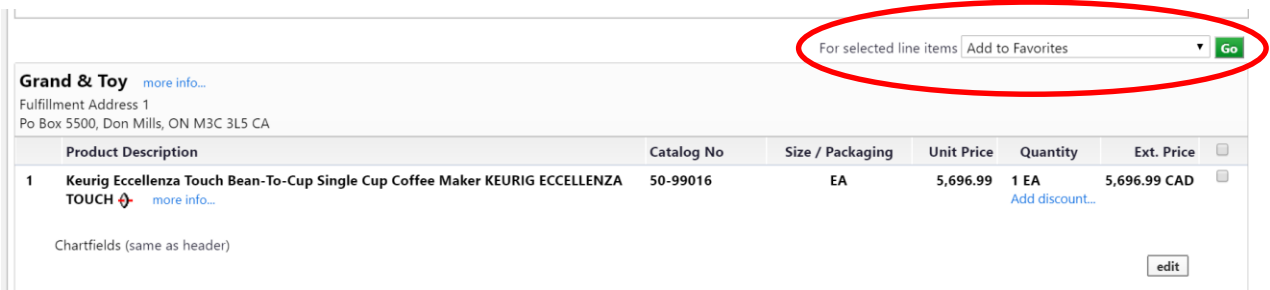 For selected line items Add to Favorites Go
Grand & Toy more info...
Fulfillment Address 1
Po Box 5500, Don Mills, ON M3C 3L5 CA
Product Description Catalog No Size / Packaging Unit Price Quantity Ext. Price
1 Keurig Eccellenza Touch Bean-To-Cup Single Cup Coffee Maker KEURIG ECCELLENZA 50-99016 EA 5,696.99 1 EA 5,696.99 CAD
TOUCH more info... Add discount...
Chartfields (same as header)
edit